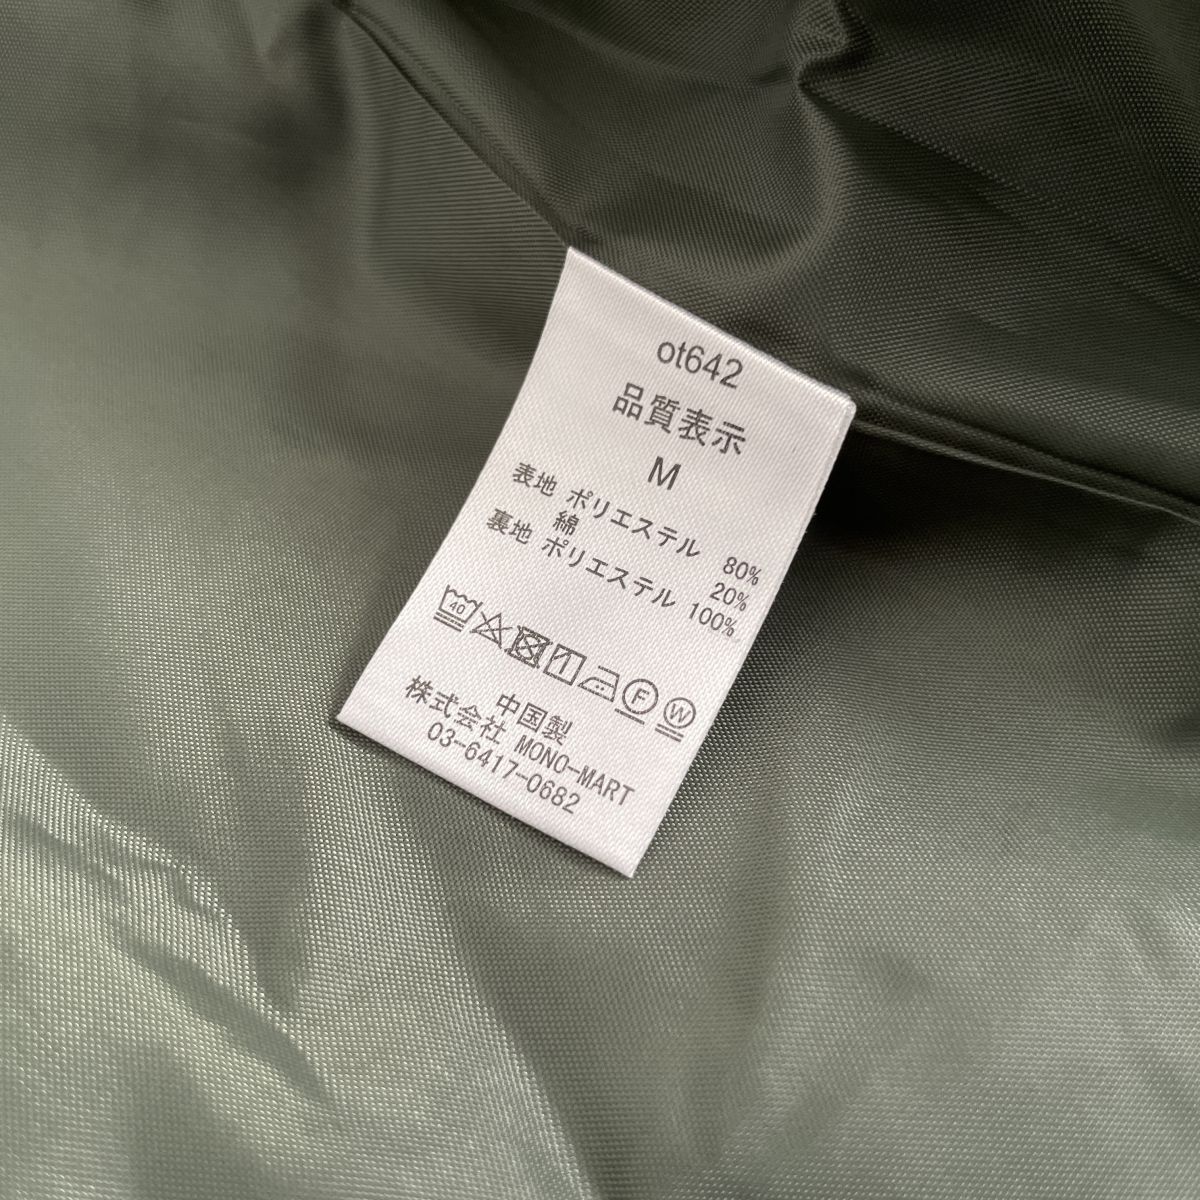 ot642
品質表示
M
表地 ポリエステル 80%
綿 20%
裏地 ポリエステル 100%
40 F W
中国製
株式会社 MONO-MART
03-6417-0682